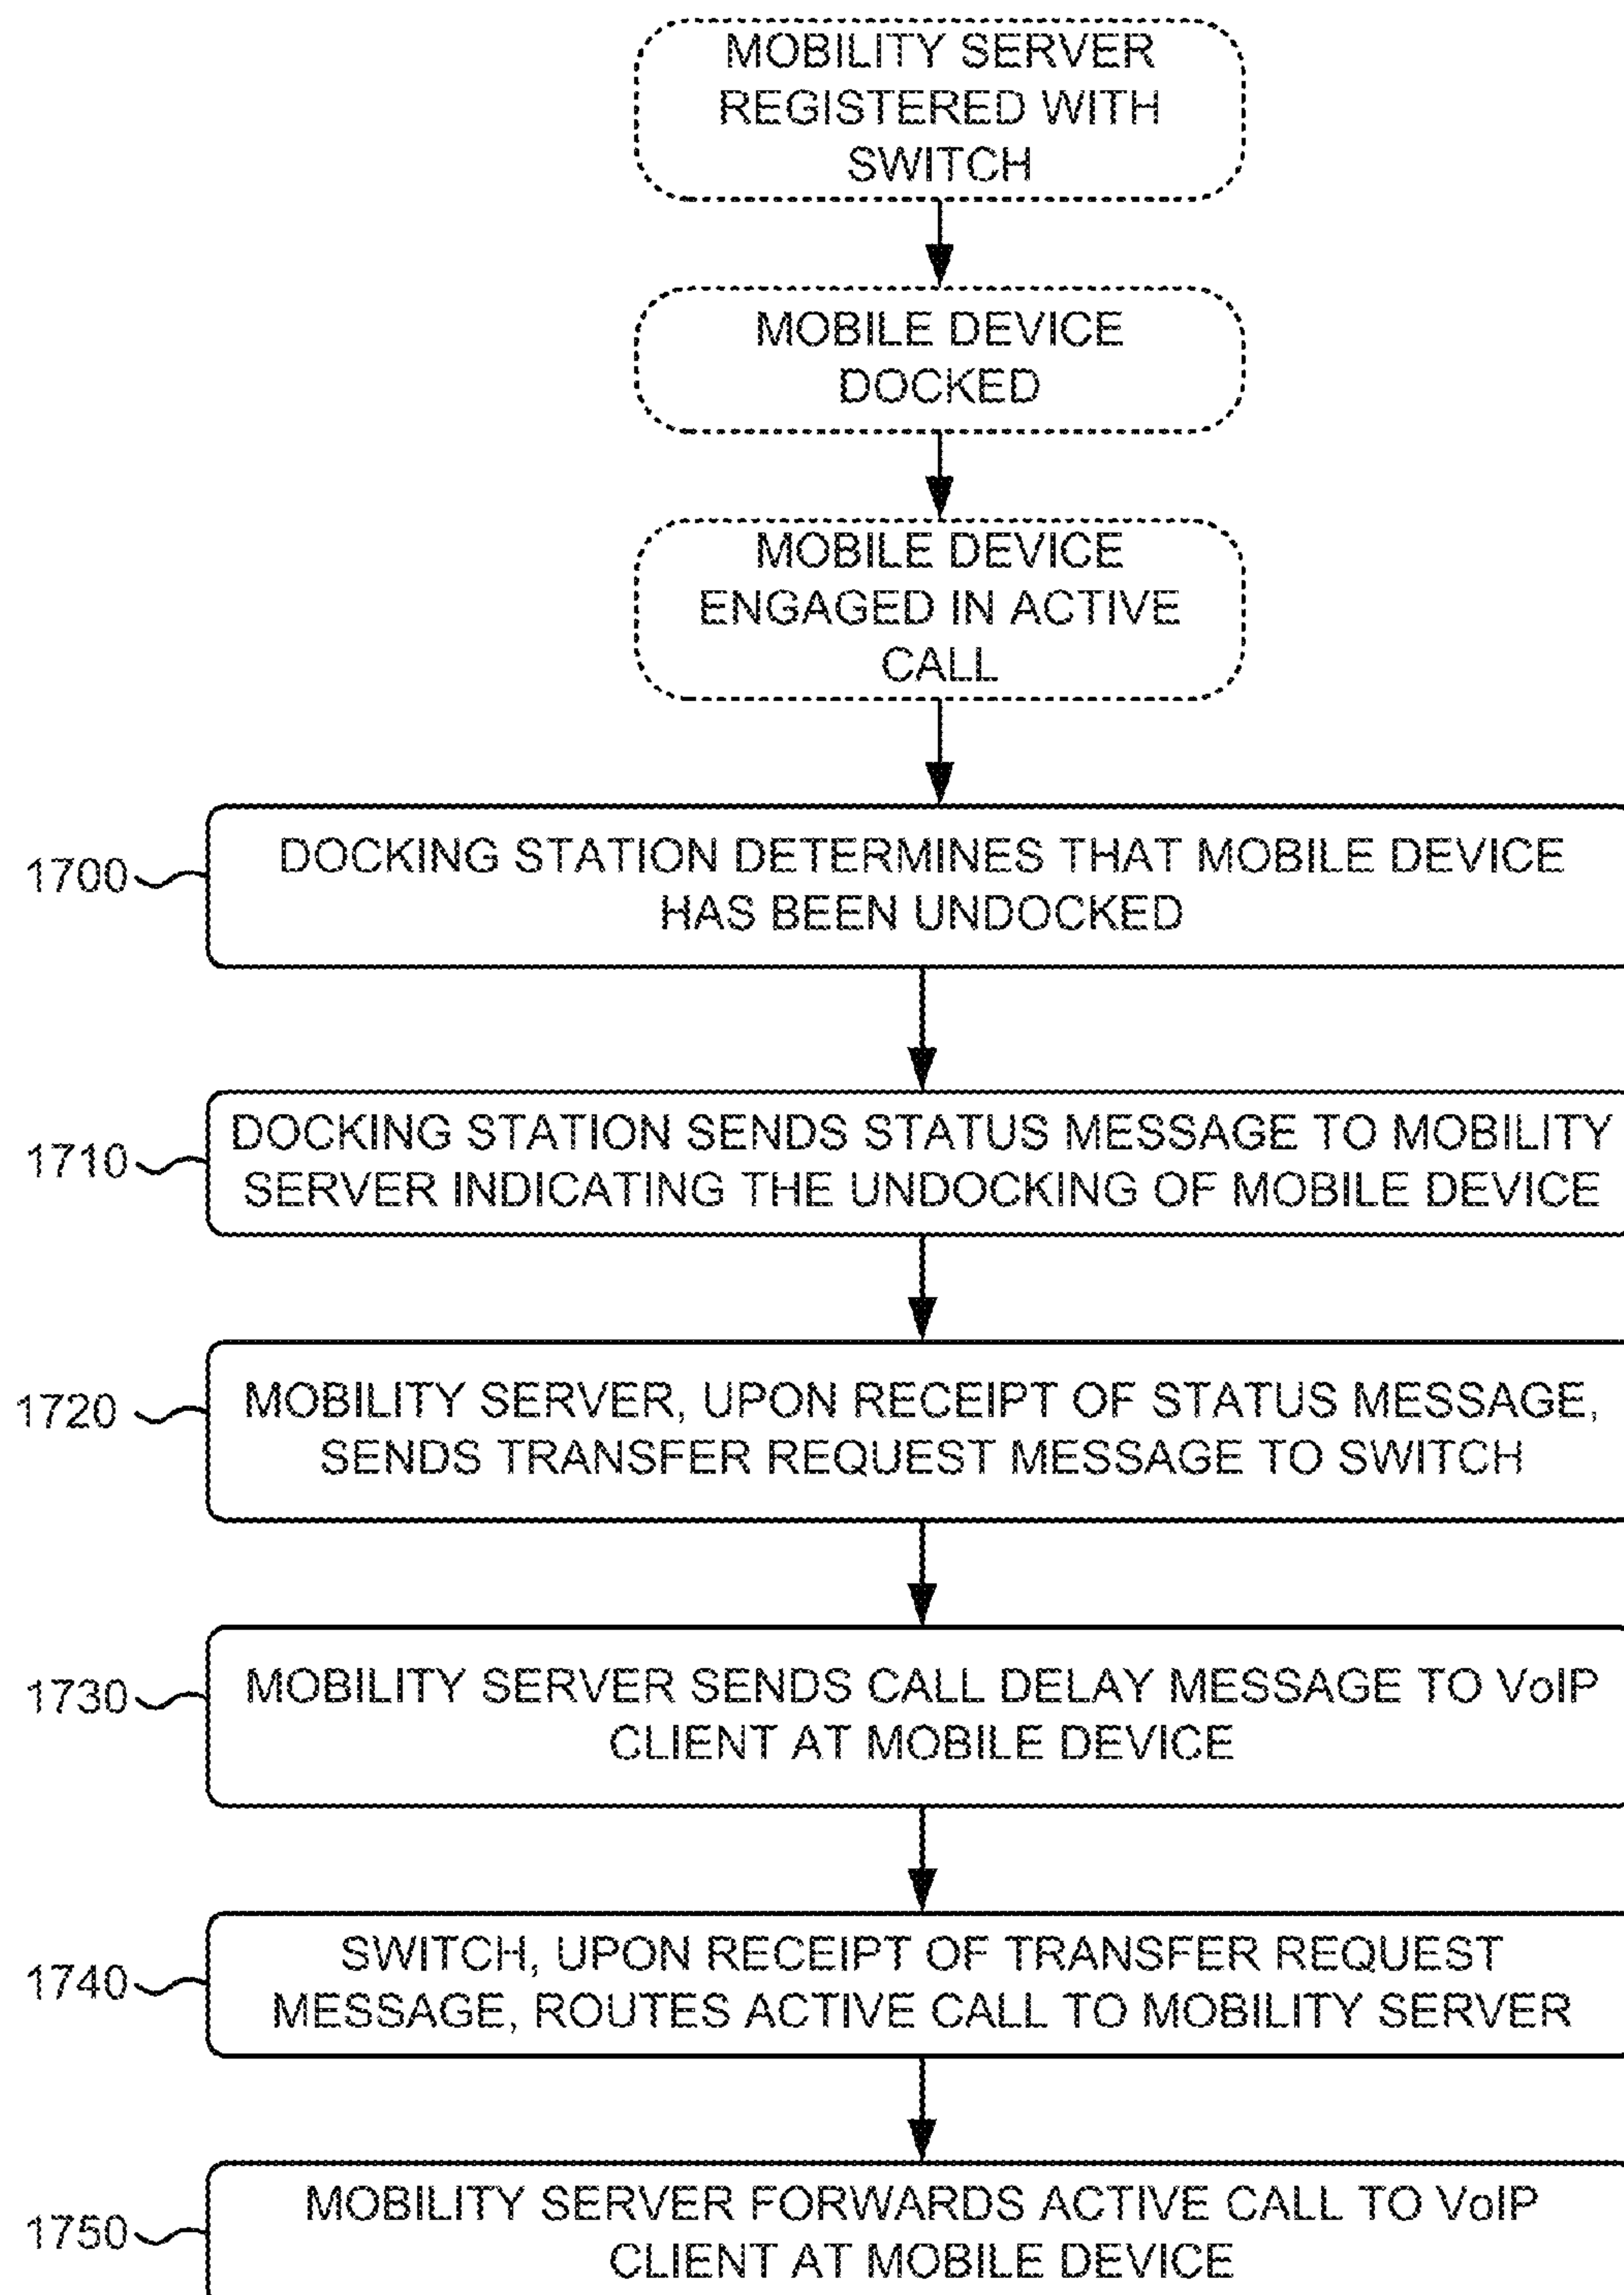 MOBILITY SERVER
REGISTERED WITH
SWITCH
MOBILE DEVICE
DOCKED
MOBILE DEVICE
ENGAGED IN ACTIVE
CALL
1700
DOCKING STATION DETERMINES THAT MOBILE DEVICE
HAS BEEN UNDOCKED
1710
DOCKING STATION SENDS STATUS MESSAGE TO MOBILITY
SERVER INDICATING THE UNDOCKING OF MOBILE DEVICE
1720
MOBILITY SERVER, UPON RECEIPT OF STATUS MESSAGE,
SENDS TRANSFER REQUEST MESSAGE TO SWITCH
1730
MOBILITY SERVER SENDS CALL DELAY MESSAGE TO VoIP
CLIENT AT MOBILE DEVICE
1740
SWITCH, UPON RECEIPT OF TRANSFER REQUEST
MESSAGE, ROUTES ACTIVE CALL TO MOBILITY SERVER
1750
MOBILITY SERVER FORWARDS ACTIVE CALL TO VoIP
CLIENT AT MOBILE DEVICE